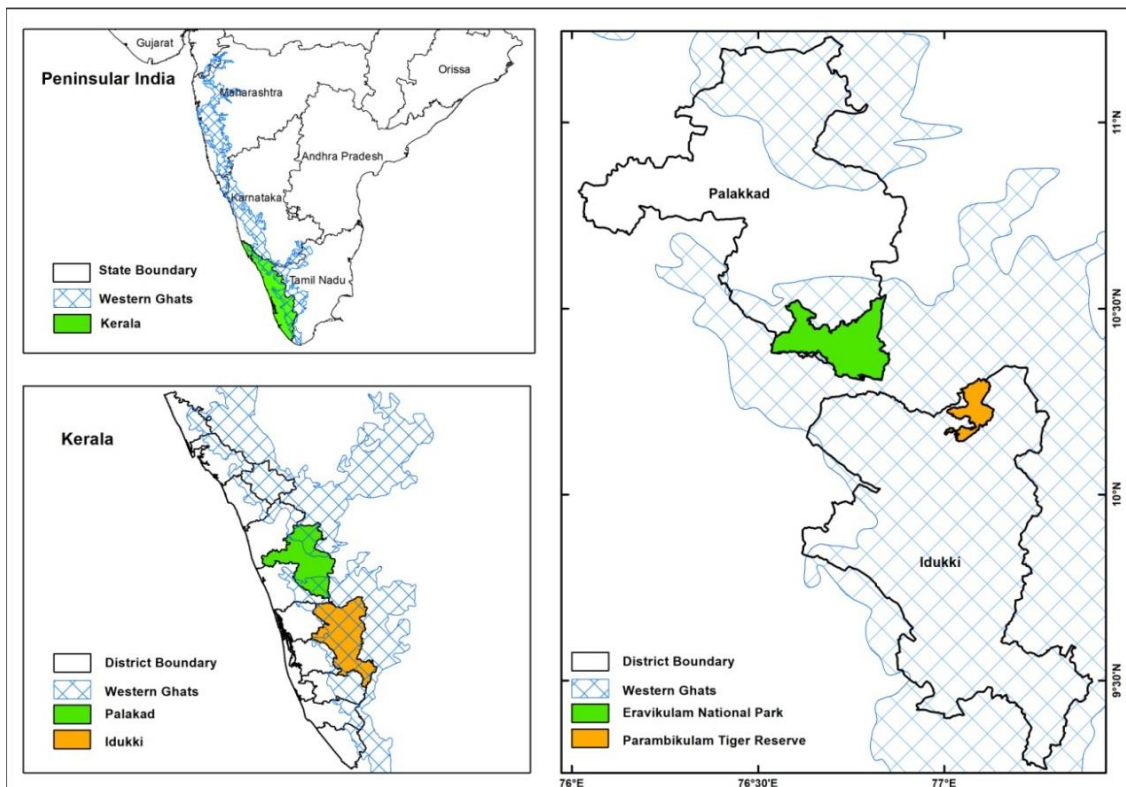 Gujarat
Peninsular India
Orissa
Maharashtra
Andhra Pradesh
Karnataka
Tamil Nadu
State Boundary
Western Ghats
Kerala
Kerala
District Boundary
Western Ghats
Palakad
Idukki
Palakkad
Idukki
District Boundary
Western Ghats
Eravikulam National Park
Parambikulam Tiger Reserve
11°N
10°30'N
10°N
9°30'N
76°E
76°30'E
77°E